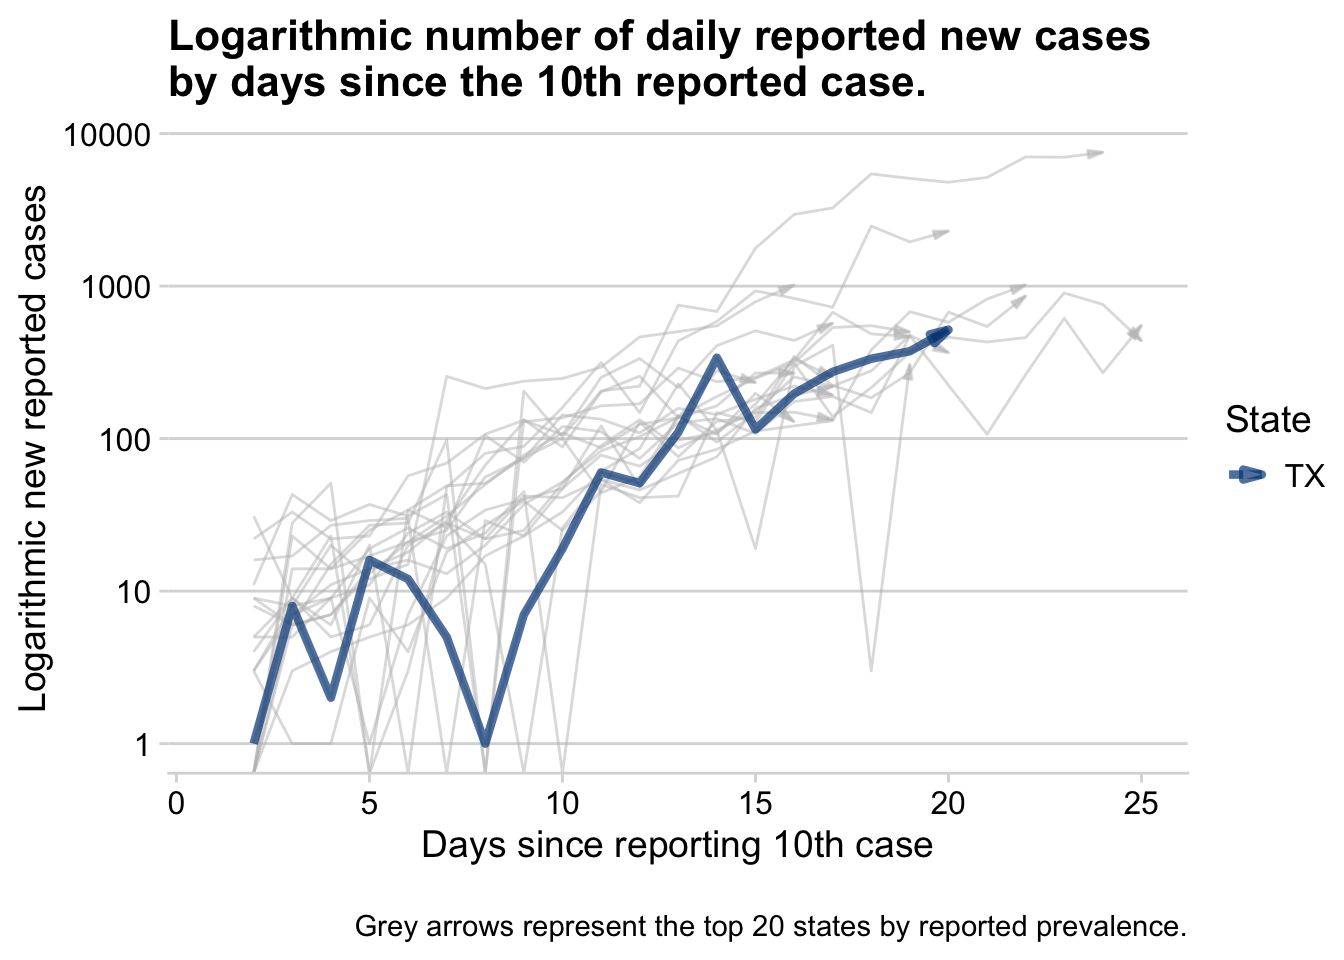 Logarithmic number of daily reported new cases
by days since the 10th reported case.
Logarithmic new reported cases
10000
1000
100
10
1
0 5 10 15 20 25
Days since reporting 10th case
State
TX
Grey arrows represent the top 20 states by reported prevalence.